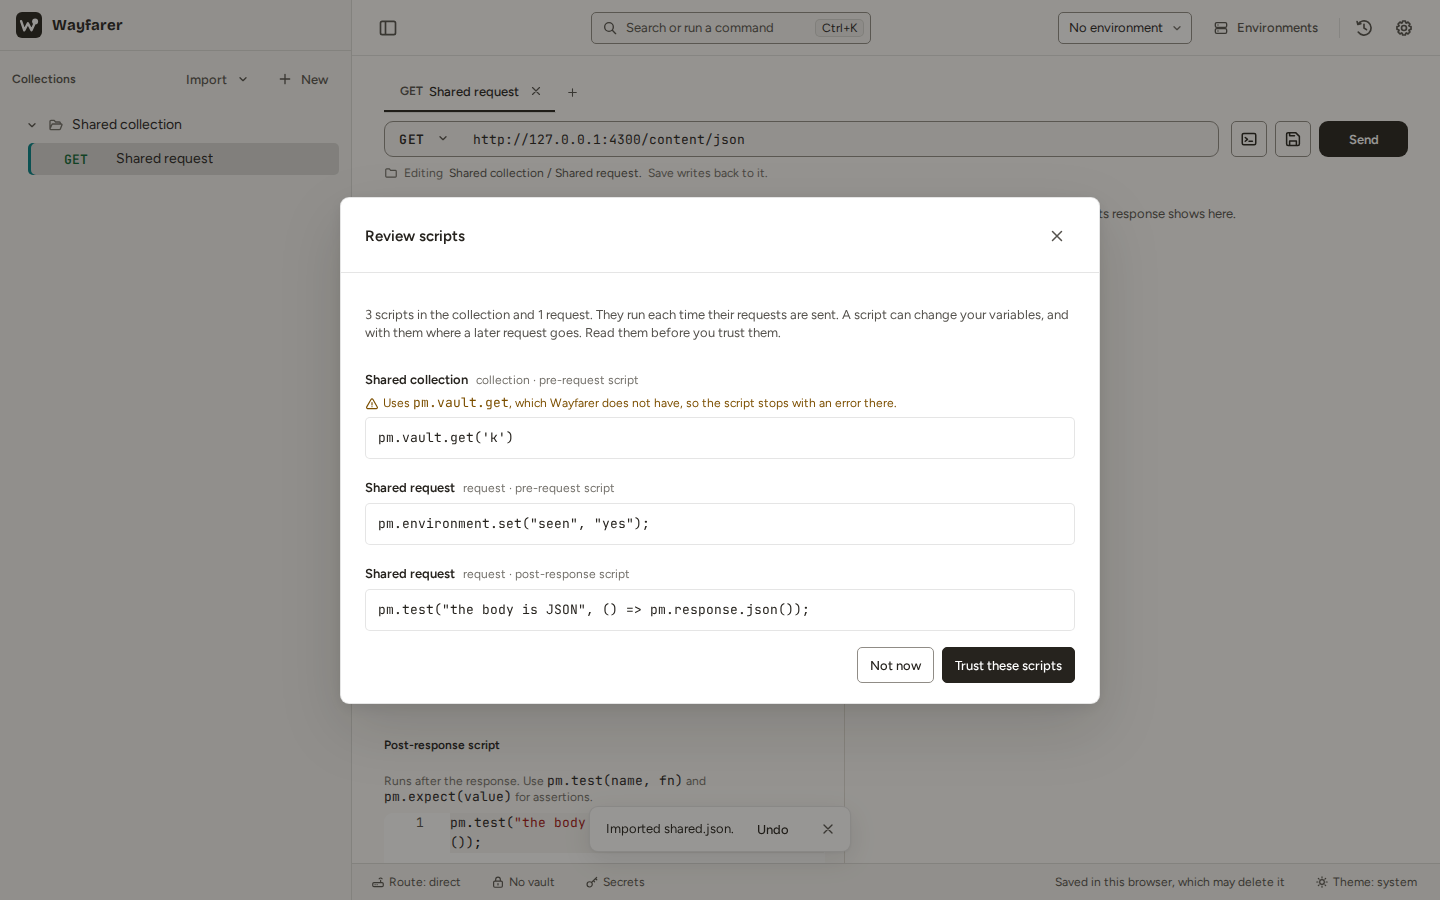 Wayfarer
Search or run a command
Ctrl+K
No environment
Environments
Collections
Import
New
Shared collection
GET Shared request
GET Shared request
GET http://127.0.0.1:4300/content/json
Send
Editing Shared collection / Shared request. Save writes back to it.
ts response shows here.
Review scripts
3 scripts in the collection and 1 request. They run each time their requests are sent. A script can change your variables, and
with them where a later request goes. Read them before you trust them.
Shared collection collection · pre-request script
Uses pm.vault.get, which Wayfarer does not have, so the script stops with an error there.
pm.vault.get('k')
Shared request request · pre-request script
pm.environment.set("seen", "yes");
Shared request request · post-response script
pm.test("the body is JSON", () => pm.response.json());
Not now
Trust these scripts
Post-response script
Runs after the response. Use pm.test(name, fn) and
pm.expect(value) for assertions.
1 pm.test("the body
());
Imported shared.json.
Undo
Route: direct
No vault
Secrets
Saved in this browser, which may delete it
Theme: system